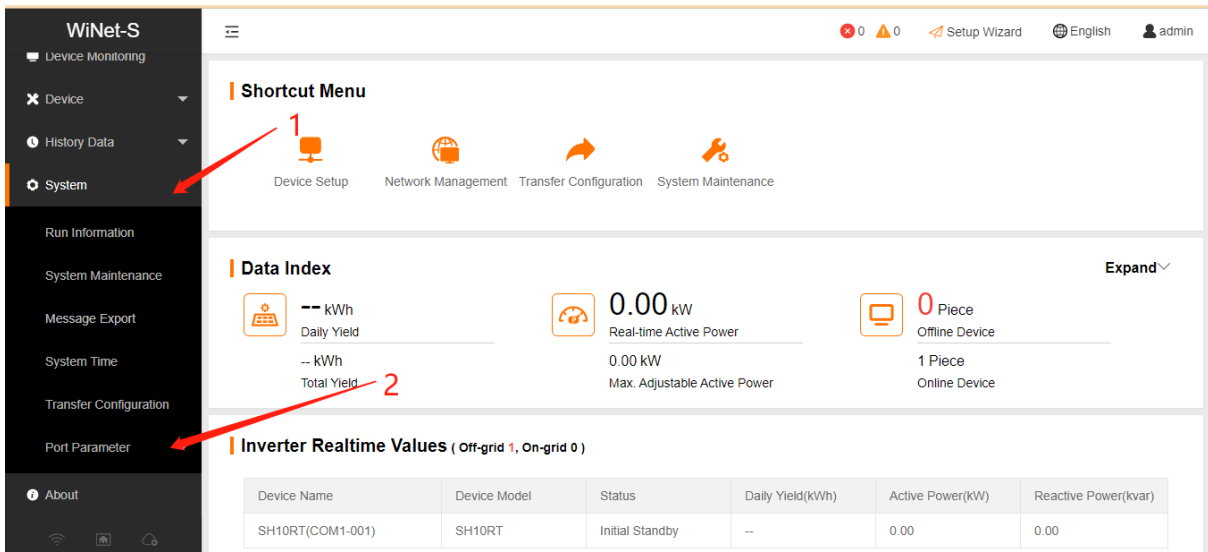 WiNet-S
0 0 Setup Wizard English admin
Device Monitoring
Device
History Data
System
Run Information
System Maintenance
Message Export
System Time
Transfer Configuration
Port Parameter
About
1
2
Shortcut Menu
Device Setup Network Management Transfer Configuration System Maintenance
Data Index Expand
-- kWh
Daily Yield
-- kWh
Total Yield
0.00 kW
Real-time Active Power
0.00 kW
Max. Adjustable Active Power
0 Piece
Offline Device
1 Piece
Online Device
Inverter Realtime Values ( Off-grid 1, On-grid 0 )
Device Name Device Model Status Daily Yield(kWh) Active Power(kW) Reactive Power(kvar)
SH10RT(COM1-001) SH10RT Initial Standby -- 0.00 0.00